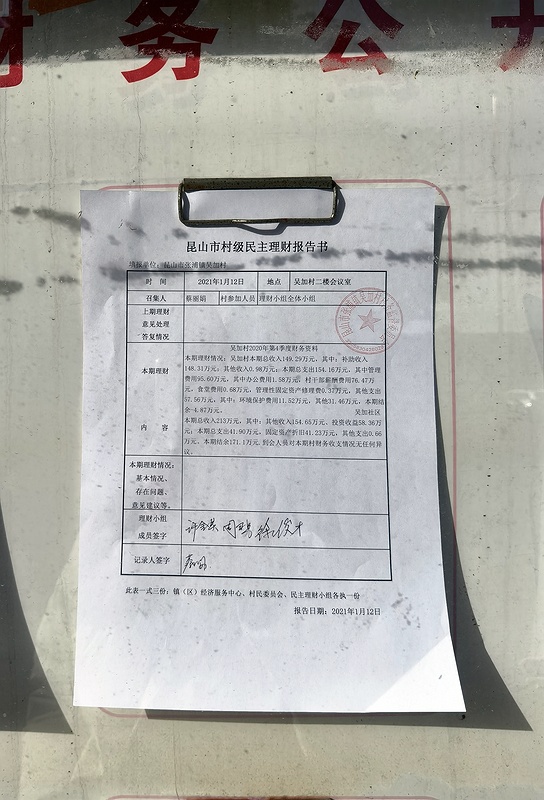 财务公开
昆山市村级民主理财报告书
填报单位：昆山市张浦镇吴加村
时　间　2021年1月12日　地点　吴加村二楼会议室
召集人　蔡丽娟　村参加人员　理财小组全体小组
上期理财
意见处理
答复情况
吴加村2020年第4季度财务资料
本期理财
内　容
本期理财情况：吴加村本期总收入149.29万元，其中：补助收入
148.31万元；其他收入0.98万元；本期总支出154.16万元，其中管理
费用95.60万元，其中办公费用1.58万元，村干部薪酬费用76.47万
元，食堂费用0.68万元，管理性固定资产修理费0.37万元，其他支出
57.56万元，其中：环境保护费用11.52万元，其他31.46万元，本期结
余-4.87万元。　吴加社区
本期总收入213万元，其中：其他收入154.65万元、投资收益58.36万
元；本期总支出41.90万元，固定资产折旧41.23万元，其他支出0.66
万元，本期结余171.1万元，到会人员对本期村财务收支情况无任何异
议。
本期理财情况：
基本情况、
存在问题、
意见建议等。
理财小组
成员签字
记录人签字
此表一式三份：镇（区）经济服务中心、村民委员会、民主理财小组各执一份
报告日期：2021年1月12日